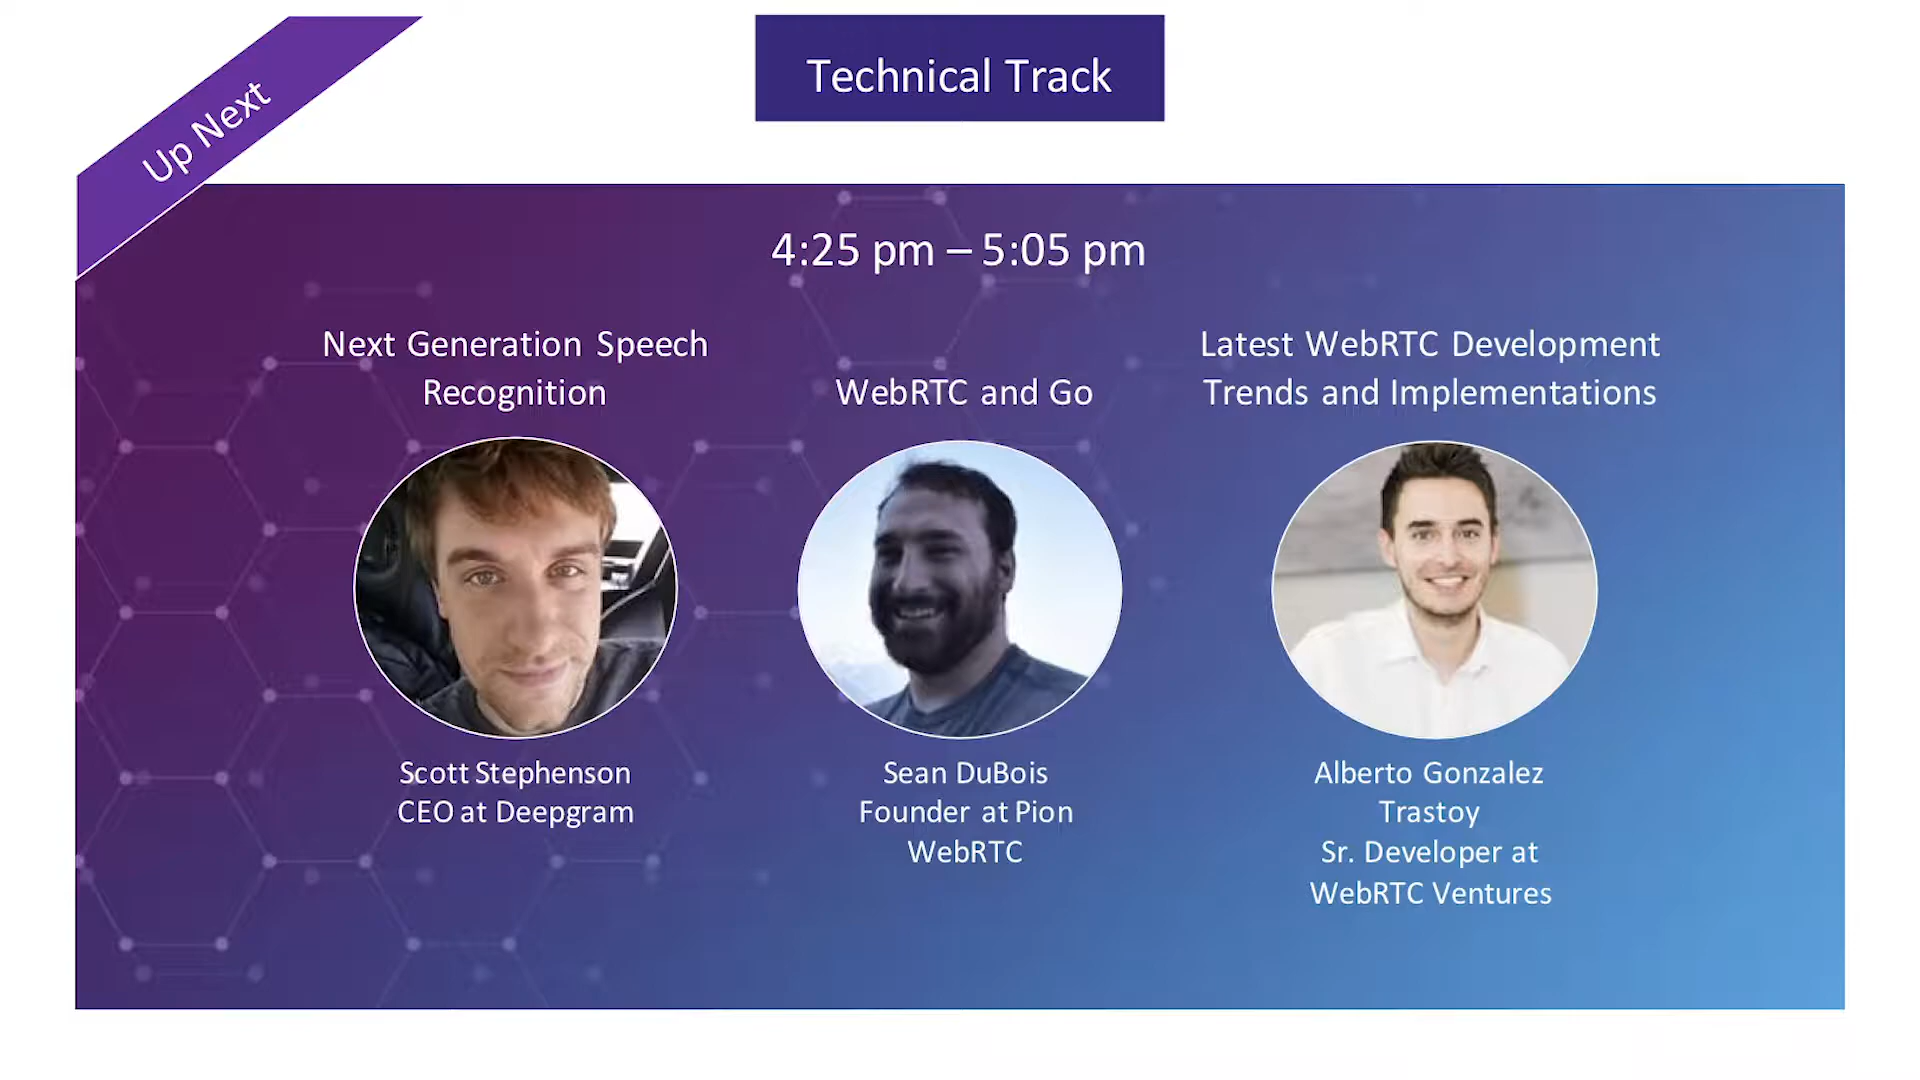 Up Next
Technical Track
4:25 pm – 5:05 pm
Next Generation Speech
Recognition
WebRTC and Go
Latest WebRTC Development
Trends and Implementations
Scott Stephenson
CEO at Deepgram
Sean DuBois
Founder at Pion
WebRTC
Alberto Gonzalez
Trastoy
Sr. Developer at
WebRTC Ventures